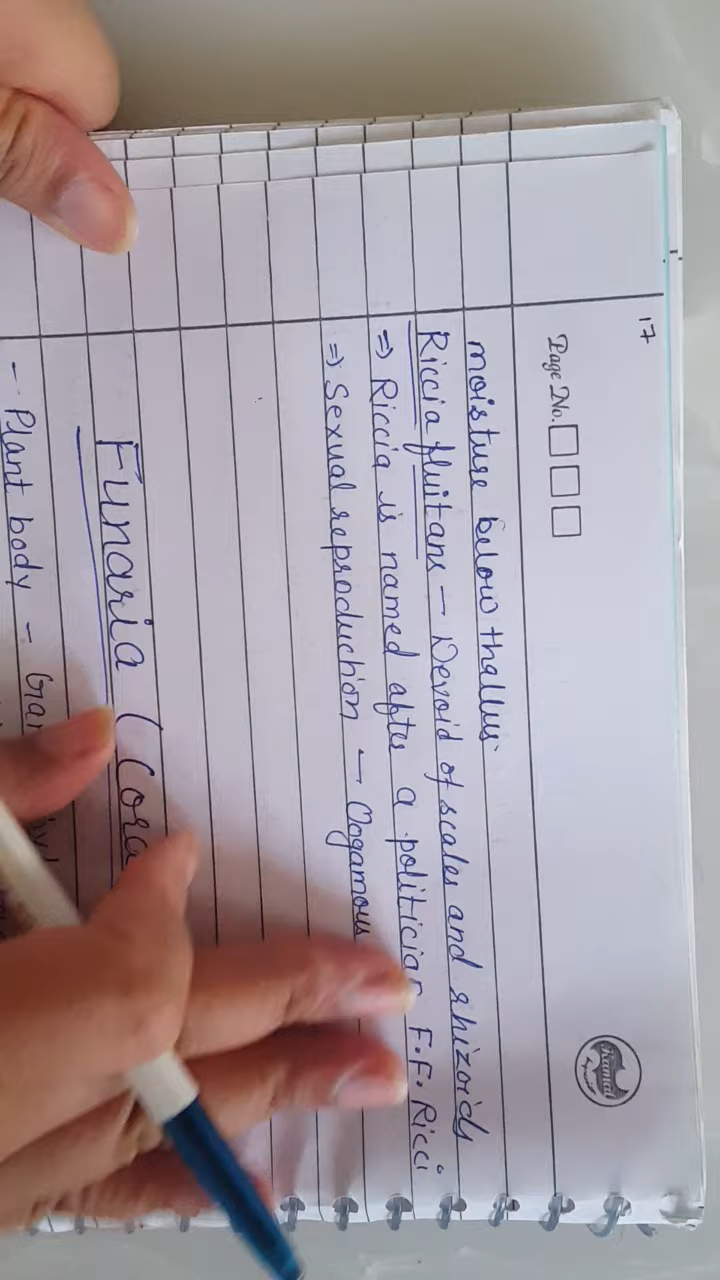 17
Page No.
Kamal
moisture below thallus.
Riccia fluitans – Devoid of scales and rhizoids
⇒ Riccia is named after a politician F.F. Ricci
⇒ Sexual reproduction → Oogamous
Funaria (
- Plant body –